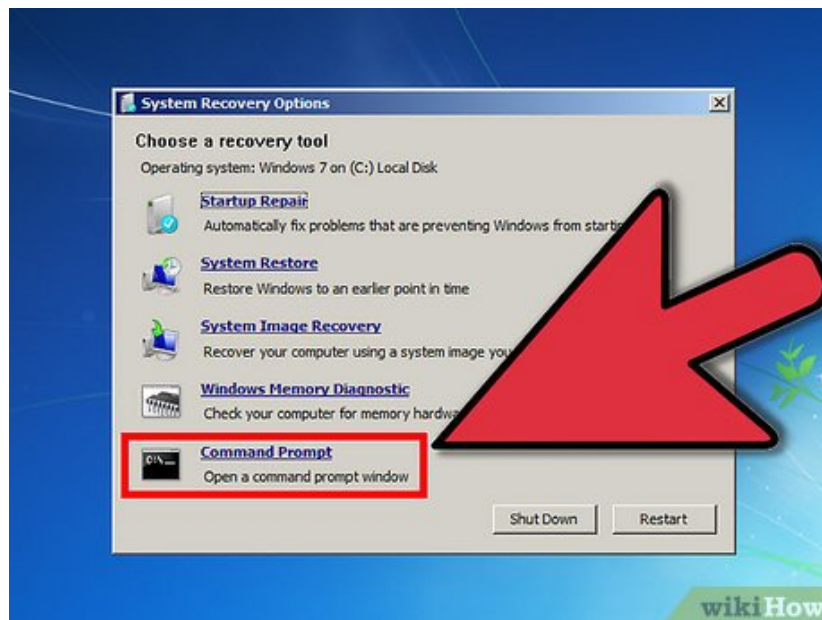 System Recovery Options
Choose a recovery tool
Operating system: Windows 7 on (C:) Local Disk
Startup Repair
Automatically fix problems that are preventing Windows from
System Restore
Restore Windows to an earlier point in time
System Image Recovery
Recover your computer using a system image
Windows Memory Diagnostic
Check your computer for memory
Command Prompt
Open a command prompt window
Shut Down Restart
wikiHow